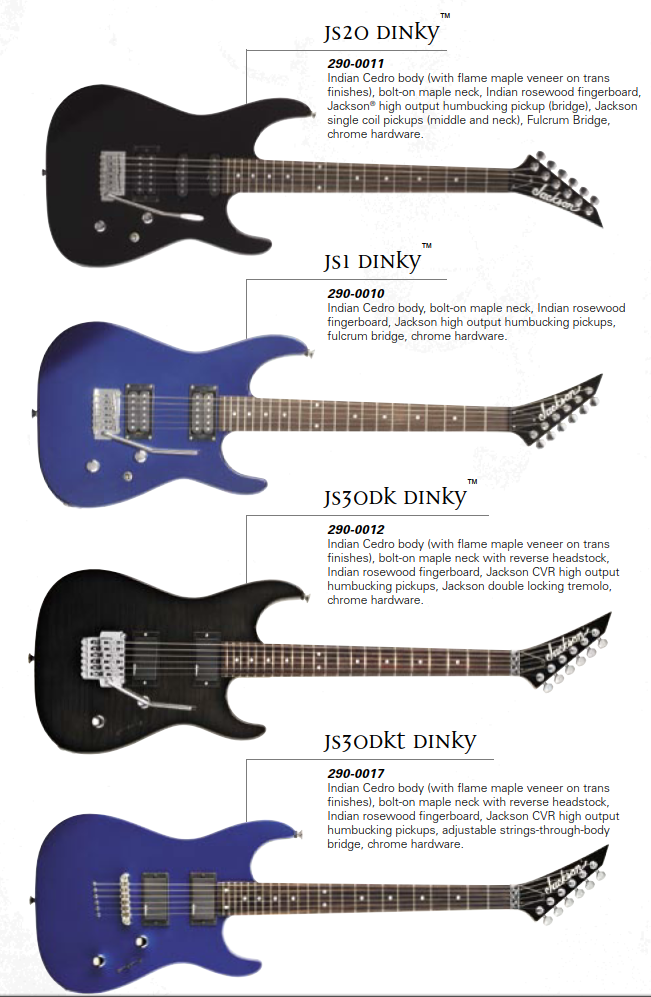 JS20 DINKY™
290-0011
Indian Cedro body (with flame maple veneer on trans
finishes), bolt-on maple neck, Indian rosewood fingerboard,
Jackson® high output humbucking pickup (bridge), Jackson
single coil pickups (middle and neck), Fulcrum Bridge,
chrome hardware.
Jackson
JS1 DINKY™
290-0010
Indian Cedro body, bolt-on maple neck, Indian rosewood
fingerboard, Jackson high output humbucking pickups,
fulcrum bridge, chrome hardware.
Jackson
JS30DK DINKY™
290-0012
Indian Cedro body (with flame maple veneer on trans
finishes), bolt-on maple neck with reverse headstock,
Indian rosewood fingerboard, Jackson CVR high output
humbucking pickups, Jackson double locking tremolo,
chrome hardware.
Jackson
JS30DKT DINKY
290-0017
Indian Cedro body (with flame maple veneer on trans
finishes), bolt-on maple neck with reverse headstock,
Indian rosewood fingerboard, Jackson CVR high output
humbucking pickups, adjustable strings-through-body
bridge, chrome hardware.
Jackson